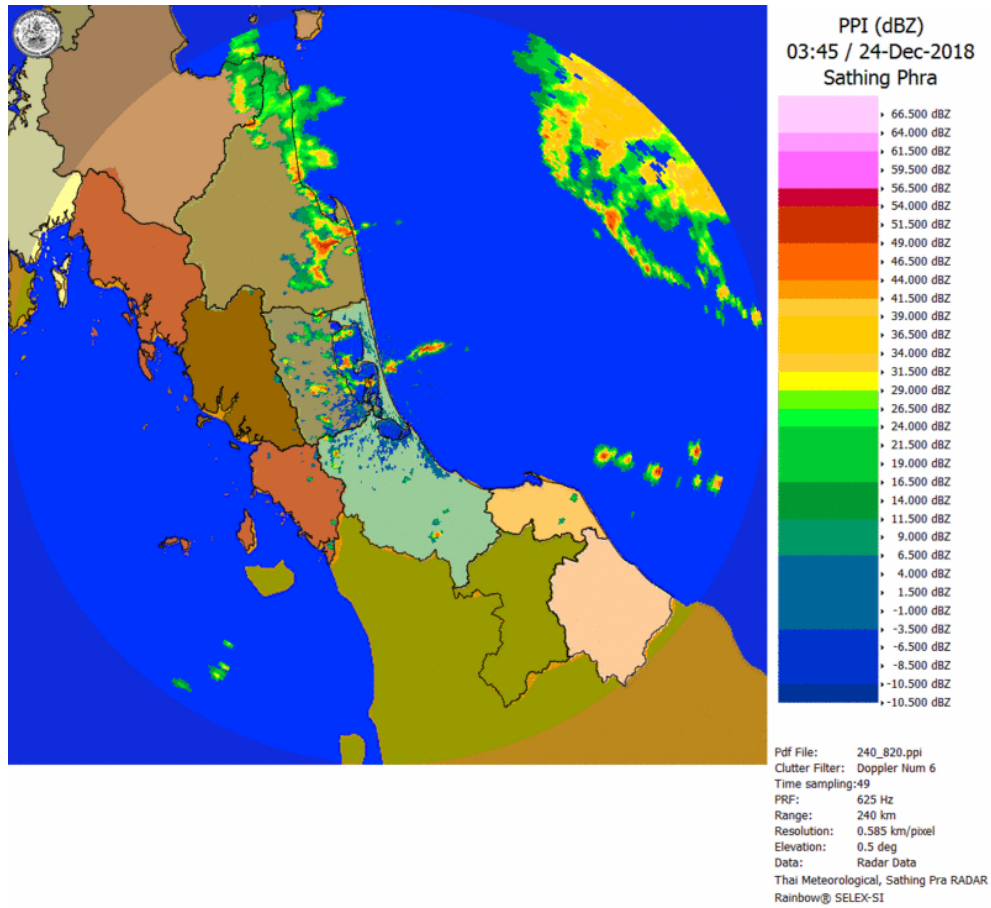 PPI (dBZ)
03:45 / 24-Dec-2018
Sathing Phra
66.500 dBZ
64.000 dBZ
61.500 dBZ
59.500 dBZ
56.500 dBZ
54.000 dBZ
51.500 dBZ
49.000 dBZ
46.500 dBZ
44.000 dBZ
41.500 dBZ
39.000 dBZ
36.500 dBZ
34.000 dBZ
31.500 dBZ
29.000 dBZ
26.500 dBZ
24.000 dBZ
21.500 dBZ
19.000 dBZ
16.500 dBZ
14.000 dBZ
11.500 dBZ
9.000 dBZ
6.500 dBZ
4.000 dBZ
1.500 dBZ
-1.000 dBZ
-3.500 dBZ
-6.500 dBZ
-8.500 dBZ
-10.500 dBZ
-10.500 dBZ
Pdf File: 240_820.ppi
Clutter Filter: Doppler Num 6
Time sampling:49
PRF: 625 Hz
Range: 240 km
Resolution: 0.585 km/pixel
Elevation: 0.5 deg
Data: Radar Data
Thai Meteorological, Sathing Pra RADAR
Rainbow® SELEX-SI